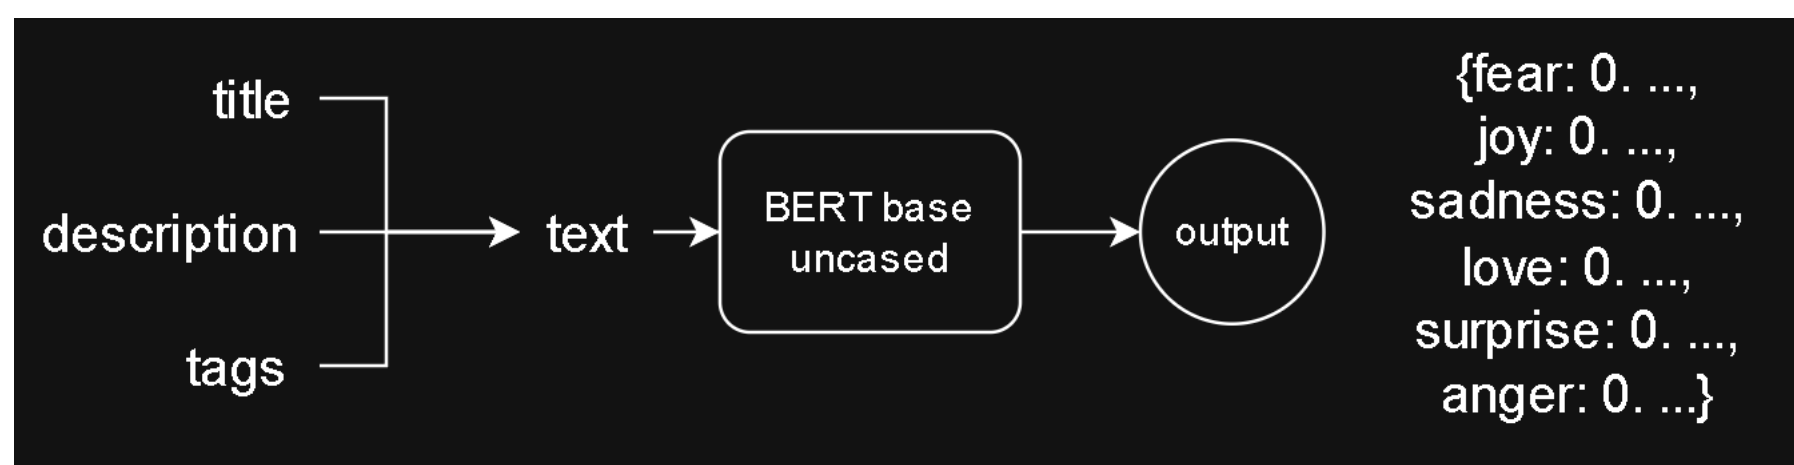 title
description
tags
text
BERT base
uncased
output
{fear: 0. ...,
joy: 0. ...,
sadness: 0. ...,
love: 0. ...,
surprise: 0. ...,
anger: 0. ...}